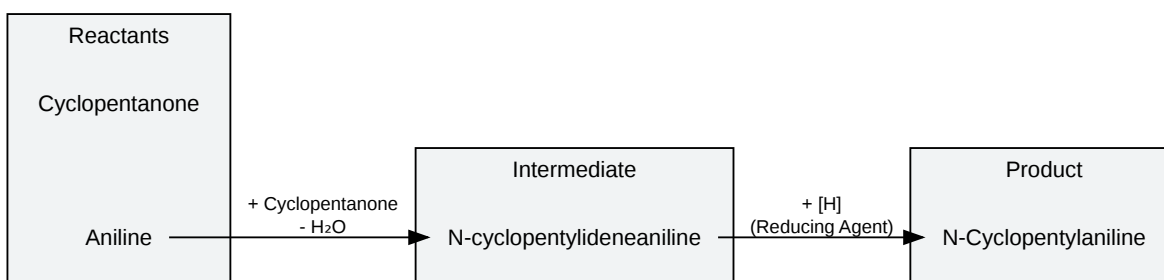 Reactants
Cyclopentanone
Aniline
+ Cyclopentanone
- H₂O
Intermediate
N-cyclopentylideneaniline
+ [H]
(Reducing Agent)
Product
N-Cyclopentylaniline